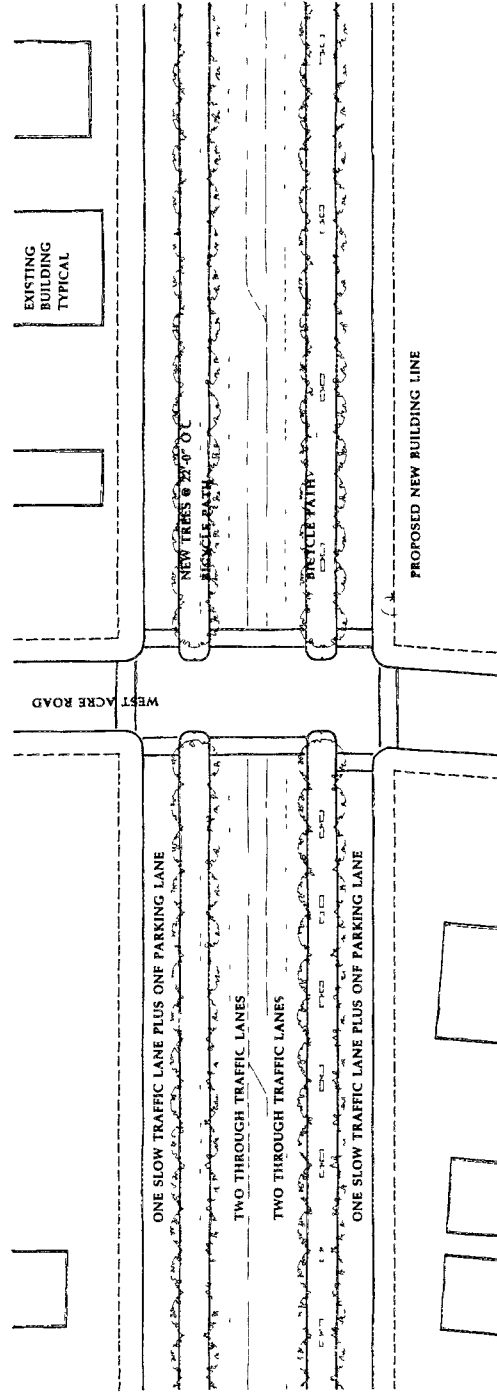 EXISTING
BUILDING
TYPICAL
NEW TREES @ 22'-0" O C
BICYCLE PATH
BICYCLE PATH
PROPOSED NEW BUILDING LINE
WEST ACRE ROAD
ONE SLOW TRAFFIC LANE PLUS ONF PARKING LANE
TWO THROUGH TRAFFIC LANES
TWO THROUGH TRAFFIC LANES
ONE SLOW TRAFFIC LANE PLUS ONF PARKING LANE